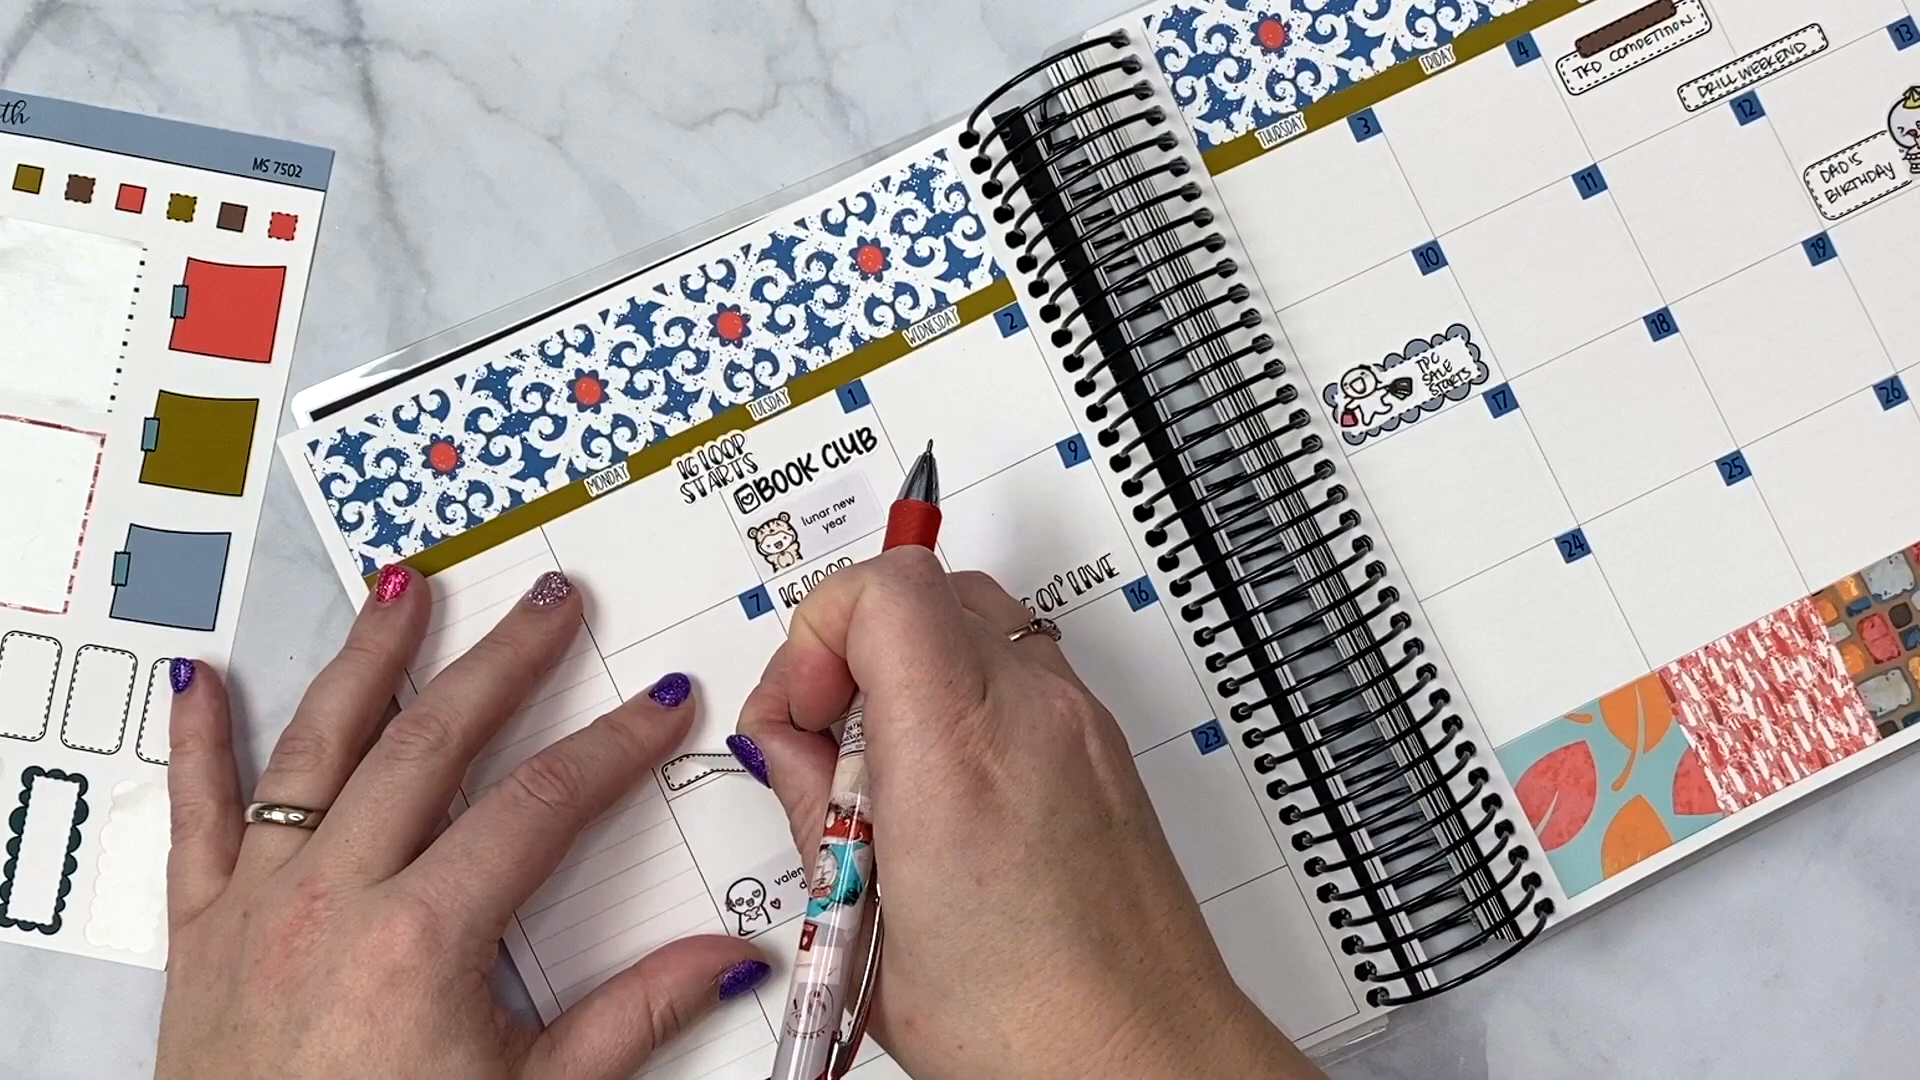 th
MS 7502
MONDAY
TUESDAY
WEDNESDAY
THURSDAY
FRIDAY
1
2
3
4
IG LOOP
STARTS
BOOK CLUB
lunar new
year
TKD COMPETITION
DRILL WEEKEND
DAD'S
BIRTHDAY
7
9
10
11
12
13
IG LOOP
OL' LIVE
TPC
SALE
STARTS
16
17
18
19
valen
d
23
24
25
26